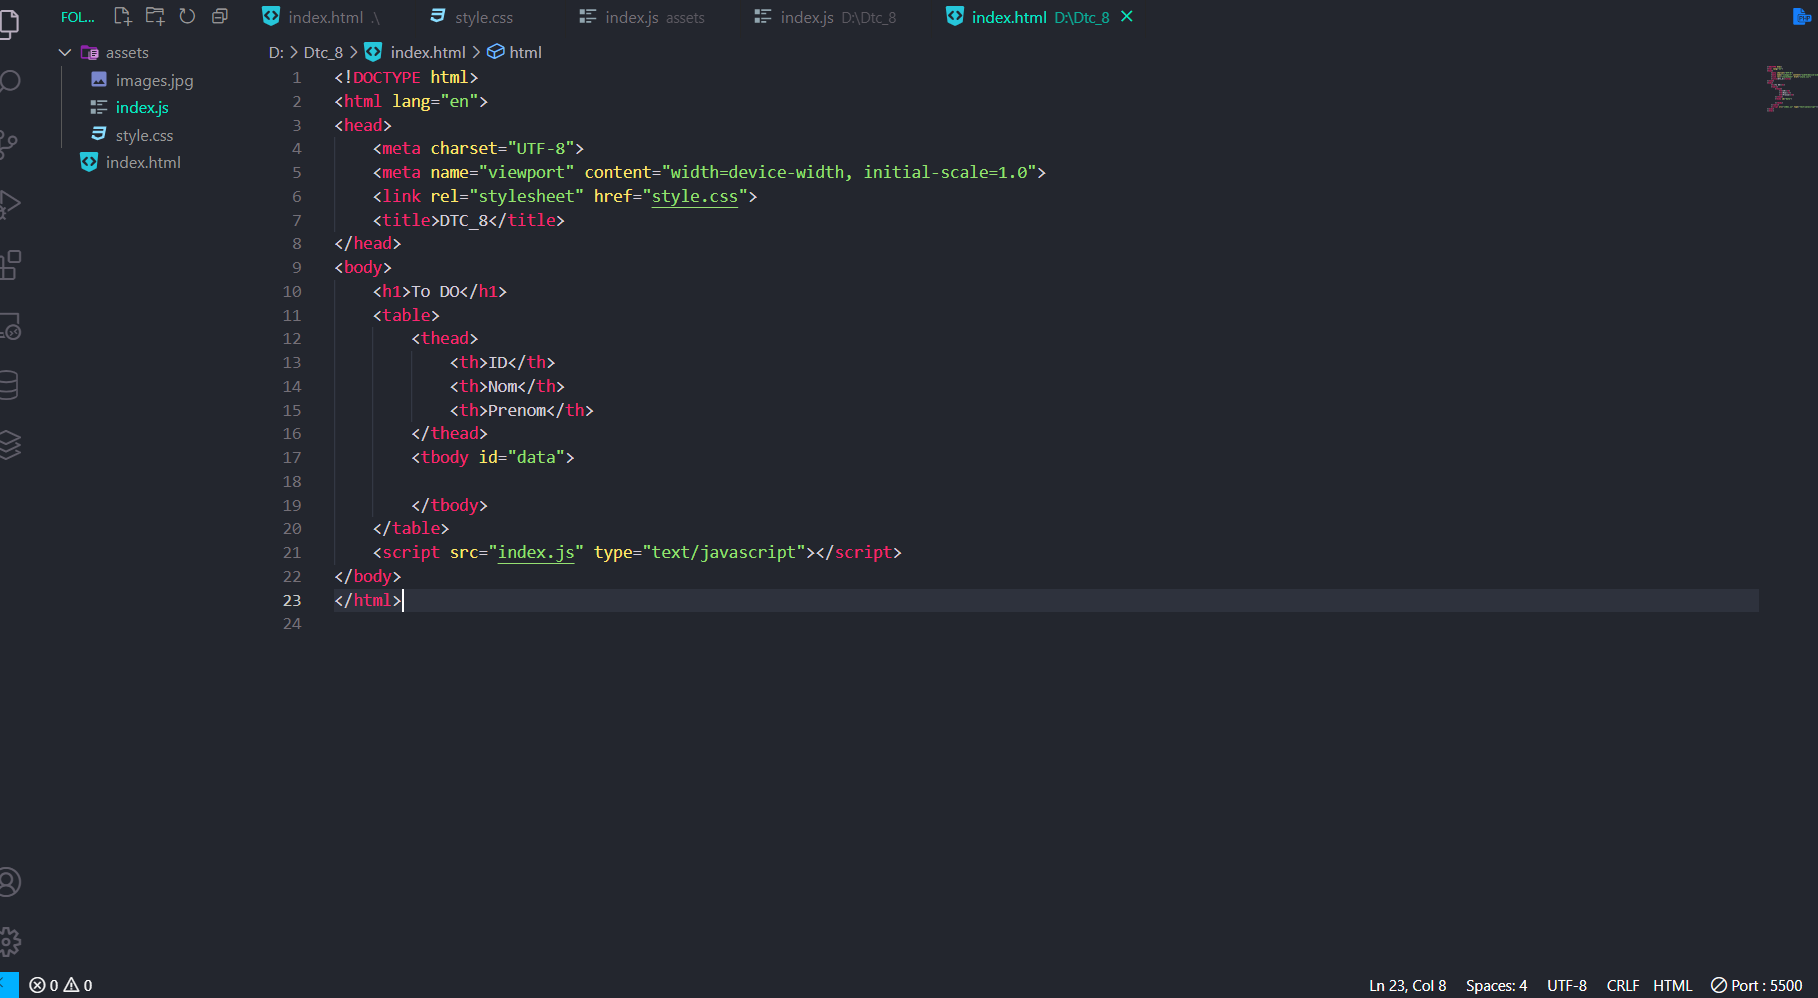 FOL...
index.html .\
style.css
index.js assets
index.js D:\Dtc_8
index.html D:\Dtc_8
assets
images.jpg
index.js
style.css
index.html
D: > Dtc_8 > index.html > html
1 <!DOCTYPE html>
2 <html lang="en">
3 <head>
4     <meta charset="UTF-8">
5     <meta name="viewport" content="width=device-width, initial-scale=1.0">
6     <link rel="stylesheet" href="style.css">
7     <title>DTC_8</title>
8 </head>
9 <body>
10     <h1>To DO</h1>
11     <table>
12         <thead>
13             <th>ID</th>
14             <th>Nom</th>
15             <th>Prenom</th>
16         </thead>
17         <tbody id="data">
18
19         </tbody>
20     </table>
21     <script src="index.js" type="text/javascript"></script>
22 </body>
23 </html>
24
0 0
Ln 23, Col 8
Spaces: 4
UTF-8
CRLF
HTML
Port : 5500